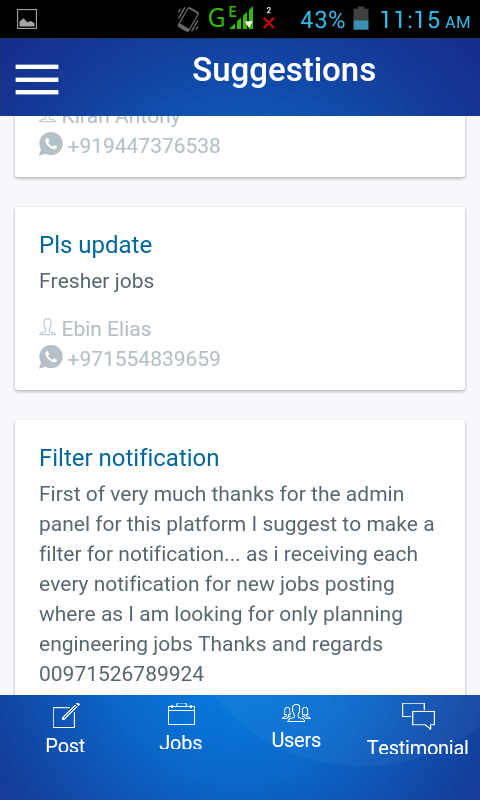 G E 2 43% 11:15 AM
Suggestions
Kiran Antony
+919447376538
Pls update
Fresher jobs
Ebin Elias
+971554839659
Filter notification
First of very much thanks for the admin
panel for this platform I suggest to make a
filter for notification... as i receiving each
every notification for new jobs posting
where as I am looking for only planning
engineering jobs Thanks and regards
00971526789924
Post Jobs Users Testimonial